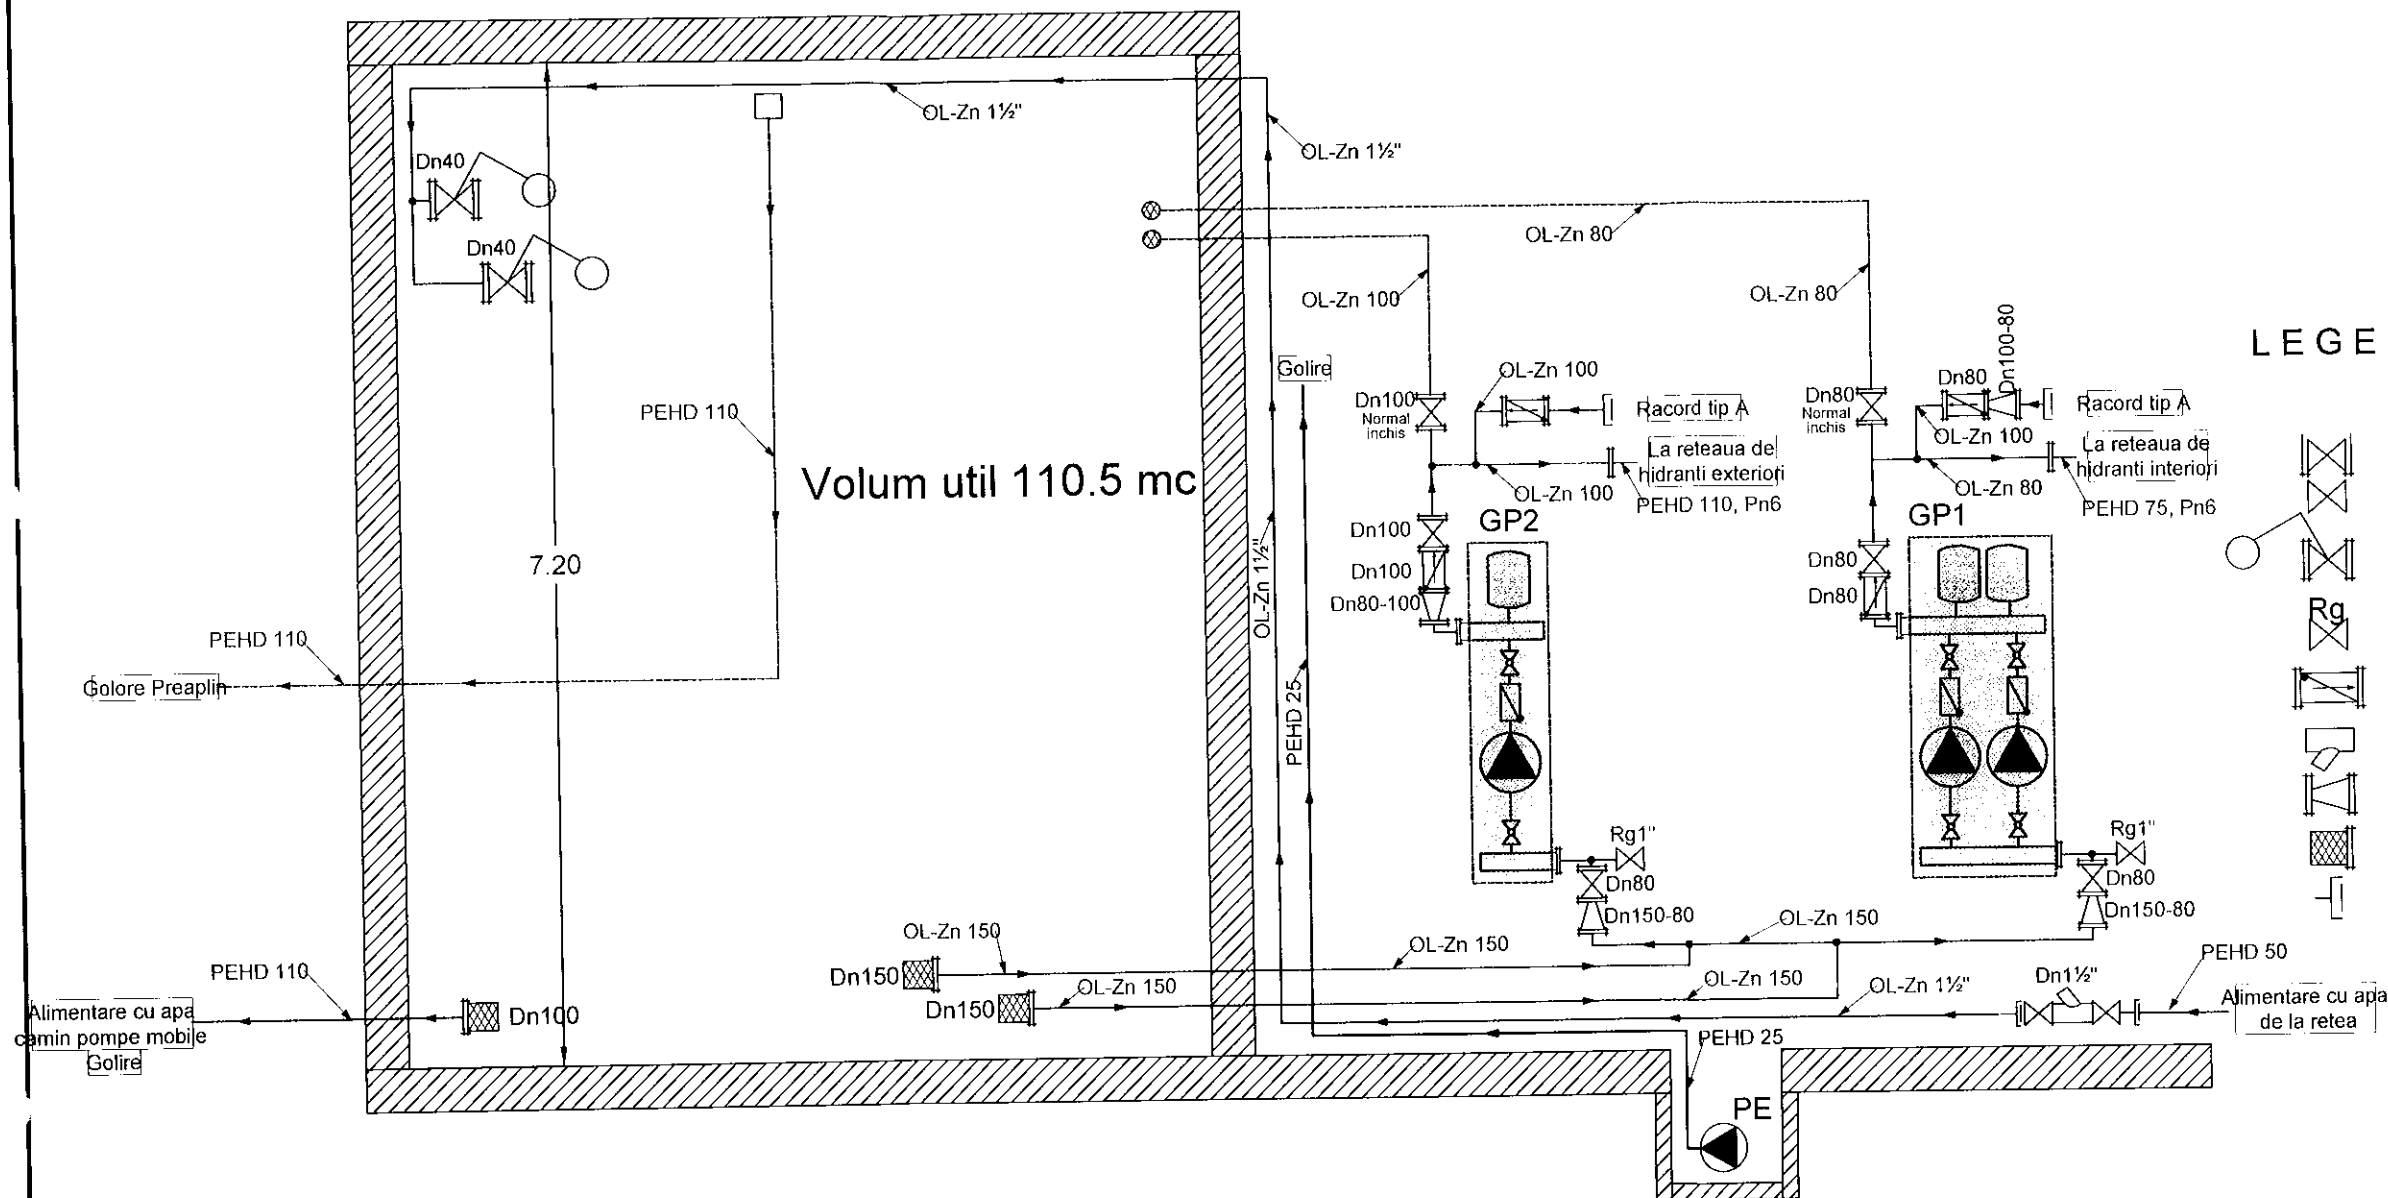 OL-Zn 1½"
OL-Zn 1½"
Dn40
Dn40
OL-Zn 80
OL-Zn 100
OL-Zn 80
Dn100-80
L E G E
Golire
OL-Zn 100
Dn80
Dn100
Normal
inchis
Racord tip A
Dn80
Normal
inchis
Racord tip A
PEHD 110
OL-Zn 100
La reteaua de
hidranti interiori
La reteaua de
hidranti exteriori
Volum util 110.5 mc
OL-Zn 100
PEHD 110, Pn6
OL-Zn 80
PEHD 75, Pn6
GP2
GP1
Dn100
Dn100
Dn80-100
Dn80
Dn80
7.20
OL-Zn 1½"
Rg
PEHD 110
Golore Preaplin
PEHD 25
Rg1"
Rg1"
Dn80
Dn80
Dn150-80
Dn150-80
OL-Zn 150
OL-Zn 150
OL-Zn 150
Dn150
OL-Zn 150
OL-Zn 150
Dn150
PEHD 110
Dn100
OL-Zn 1½"
Dn1½"
PEHD 50
Alimentare cu apa
de la retea
Alimentare cu apa
camin pompe mobile
Golire
PEHD 25
PE